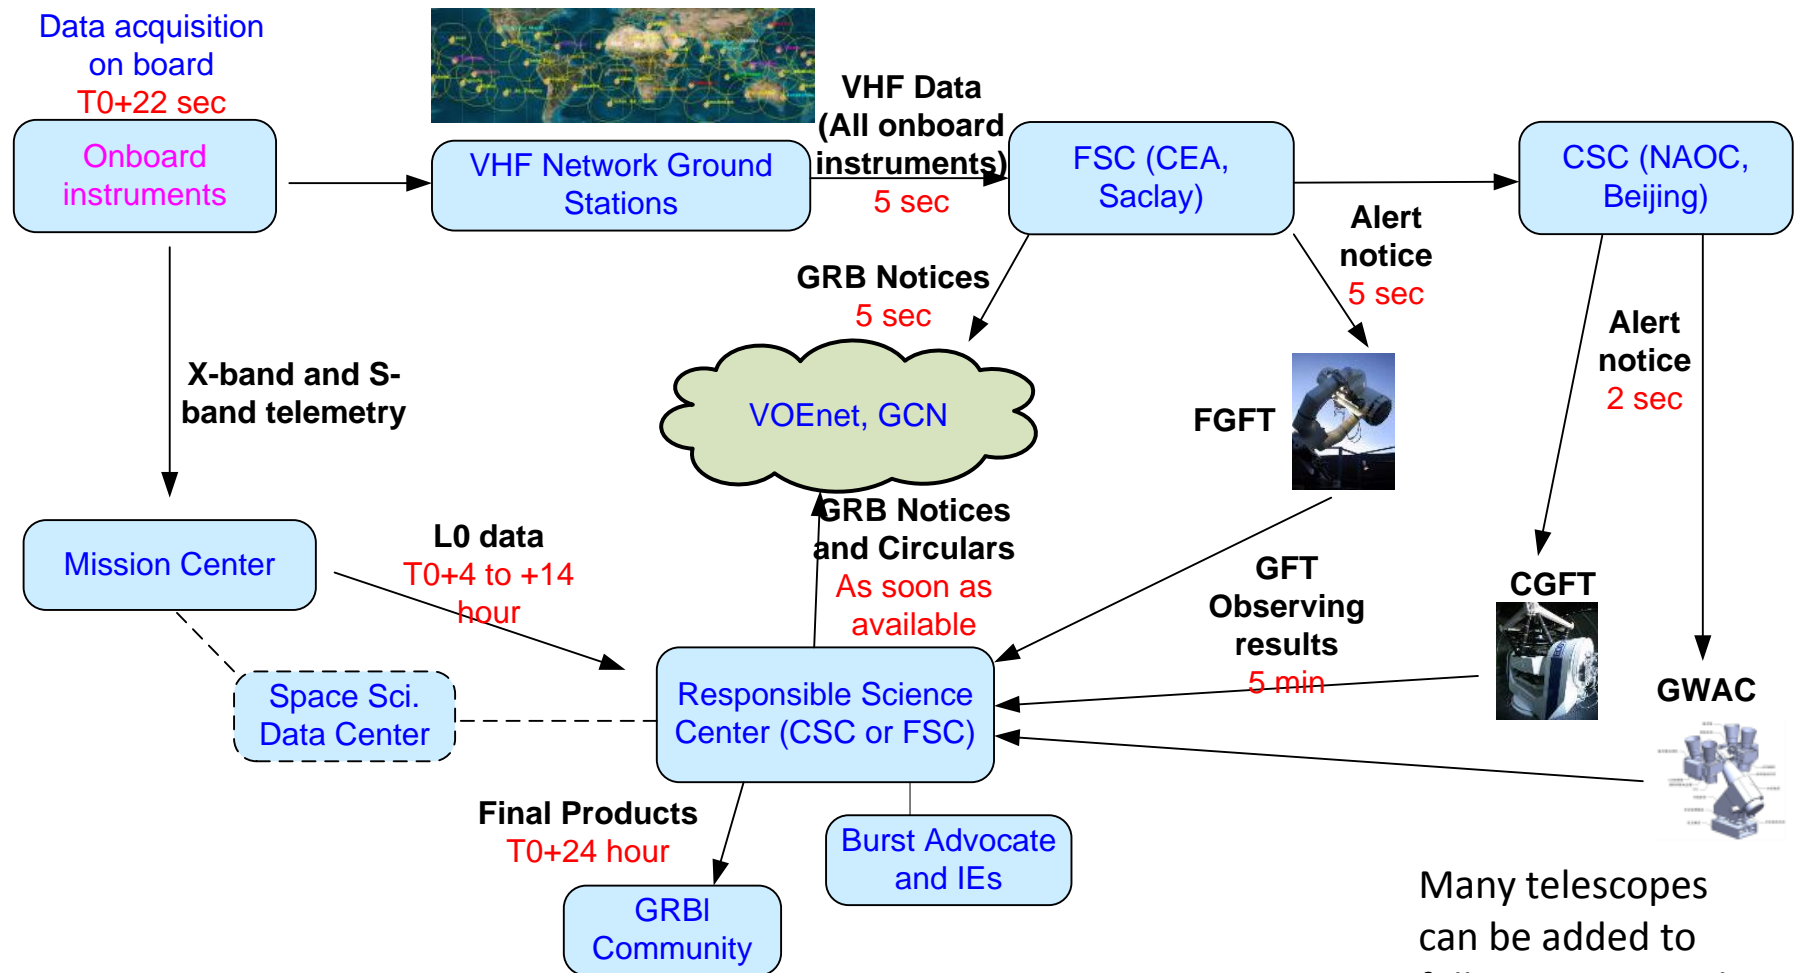 Data acquisition
on board
T0+22 sec
Onboard
instruments
VHF Network Ground
Stations
VHF Data
(All onboard
instruments)
5 sec
FSC (CEA,
Saclay)
CSC (NAOC,
Beijing)
GRB Notices
5 sec
Alert
notice
5 sec
Alert
notice
2 sec
X-band and S-
band telemetry
VOEnet, GCN
FGFT
Mission Center
L0 data
T0+4 to +14
hour
GRB Notices
and Circulars
As soon as
available
GFT
Observing
results
5 min
CGFT
GWAC
Space Sci.
Data Center
Responsible Science
Center (CSC or FSC)
Final Products
T0+24 hour
Burst Advocate
and IEs
GRBl
Community
Many telescopes
can be added to